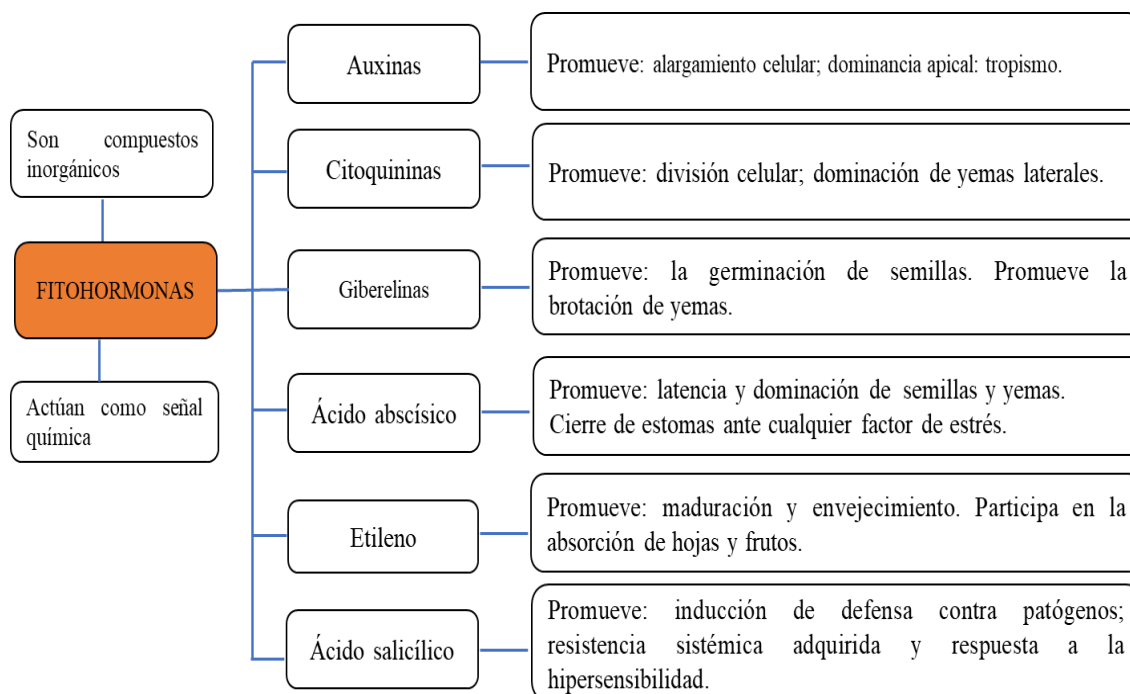 Son compuestos
inorgánicos
FITOHORMONAS
Actúan como señal
química
Auxinas
Promueve: alargamiento celular; dominancia apical: tropismo.
Citoquininas
Promueve: división celular; dominación de yemas laterales.
Giberelinas
Promueve: la germinación de semillas. Promueve la
brotación de yemas.
Ácido abscísico
Promueve: latencia y dominación de semillas y yemas.
Cierre de estomas ante cualquier factor de estrés.
Etileno
Promueve: maduración y envejecimiento. Participa en la
absorción de hojas y frutos.
Ácido salicílico
Promueve: inducción de defensa contra patógenos;
resistencia sistémica adquirida y respuesta a la
hipersensibilidad.